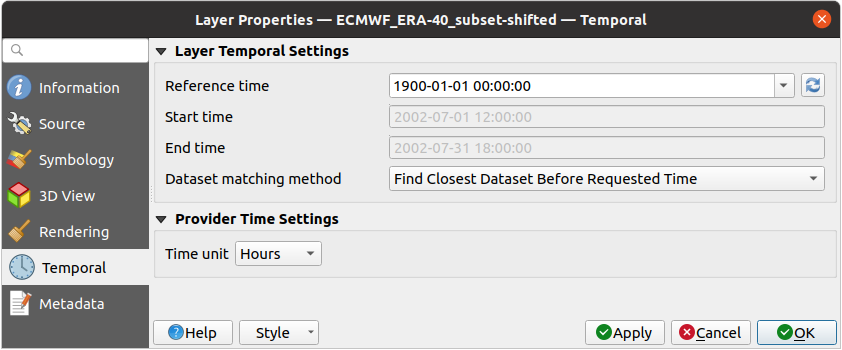 Layer Properties — ECMWF_ERA-40_subset-shifted — Temporal
Information
Source
Symbology
3D View
Rendering
Temporal
Metadata
Layer Temporal Settings
Reference time 1900-01-01 00:00:00
Start time 2002-07-01 12:00:00
End time 2002-07-31 18:00:00
Dataset matching method Find Closest Dataset Before Requested Time
Provider Time Settings
Time unit Hours
Help Style Apply Cancel OK